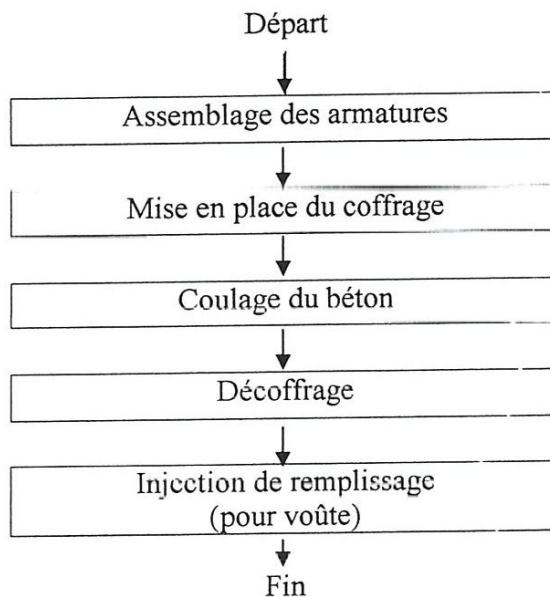 Départ
Assemblage des armatures
Mise en place du coffrage
Coulage du béton
Décoffrage
Injection de remplissage
(pour voûte)
Fin